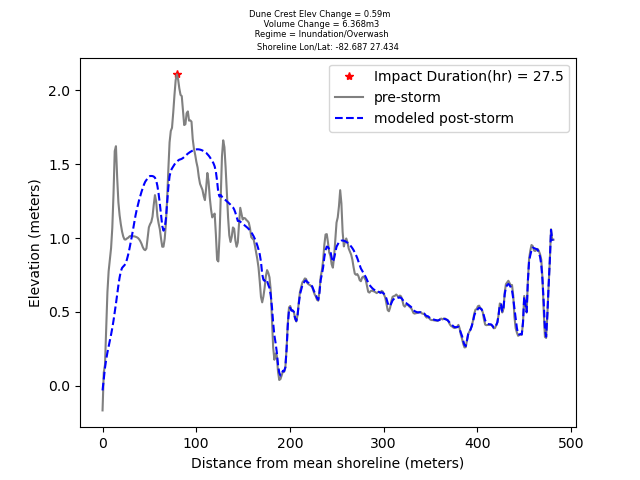 Dune Crest Elev Change = 0.59m
Volume Change = 6.368m3
Regime = Inundation/Overwash
Shoreline Lon/Lat: -82.687 27.434
Impact Duration(hr) = 27.5
pre-storm
modeled post-storm
Elevation (meters)
2.0
1.5
1.0
0.5
0.0
0 100 200 300 400 500
Distance from mean shoreline (meters)